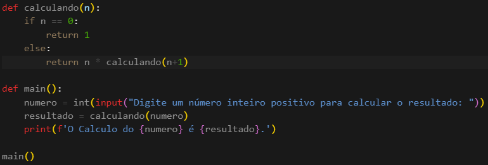 def calculando(n):
    if n == 0:
        return 1
    else:
        return n * calculando(n+1)

def main():
    numero = int(input("Digite um número inteiro positivo para calcular o resultado: "))
    resultado = calculando(numero)
    print(f'O Calculo do {numero} é {resultado}.')

main()